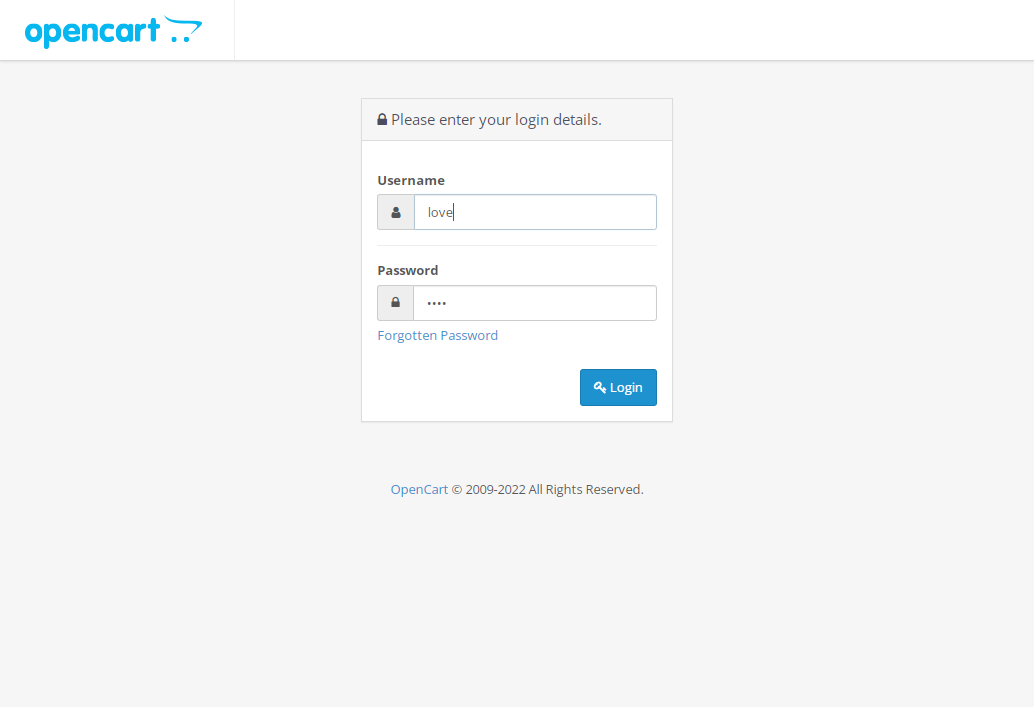 opencart
Please enter your login details.
Username
love
Password
••••
Forgotten Password
Login
OpenCart © 2009-2022 All Rights Reserved.